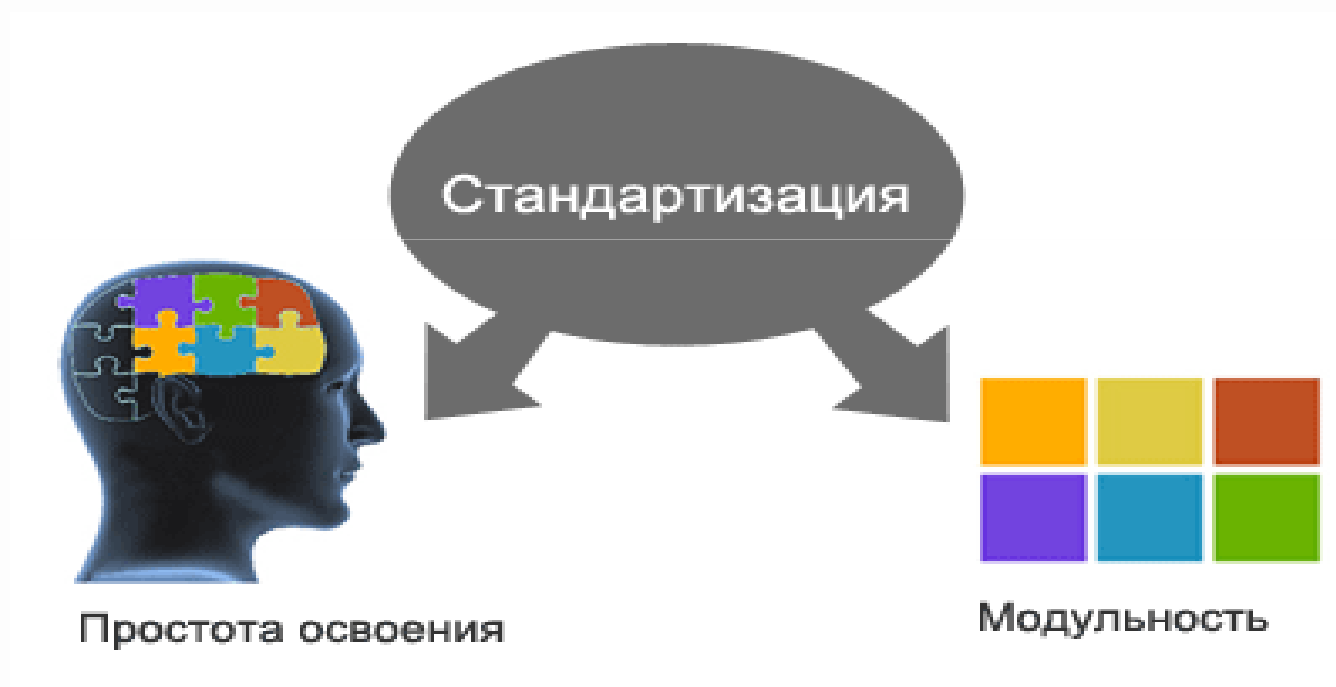 Стандартизация
Простота освоения
Модульность